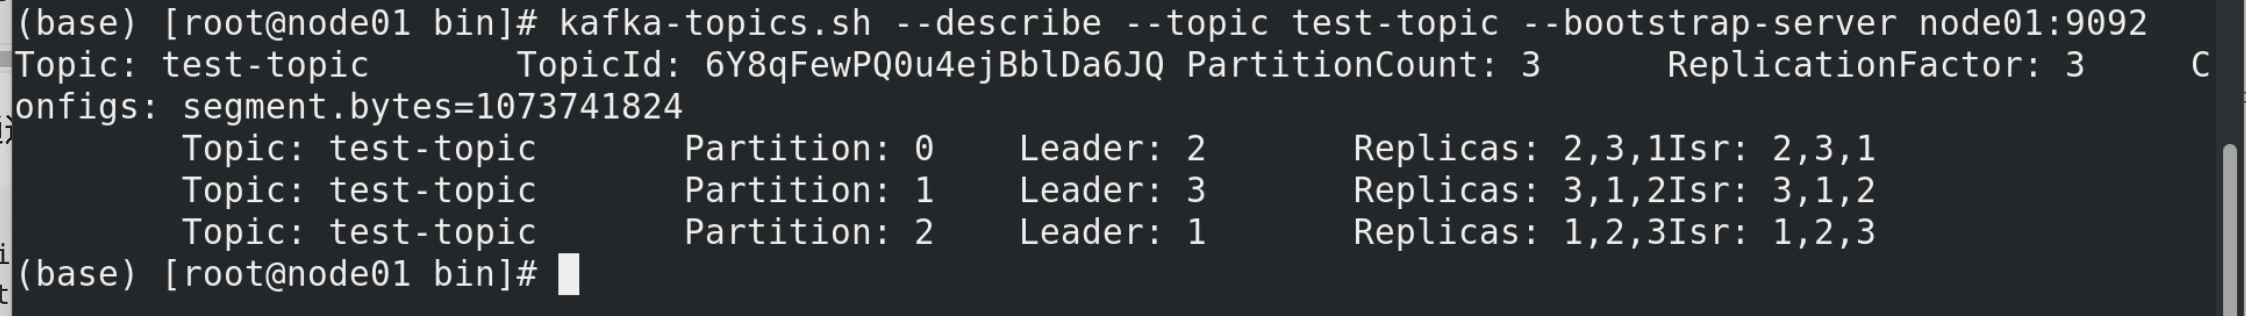 (base) [root@node01 bin]# kafka-topics.sh --describe --topic test-topic --bootstrap-server node01:9092
Topic: test-topic TopicId: 6Y8qFewPQ0u4ejBblDa6JQ PartitionCount: 3 ReplicationFactor: 3 C
onfigs: segment.bytes=1073741824
Topic: test-topic Partition: 0 Leader: 2 Replicas: 2,3,1Isr: 2,3,1
Topic: test-topic Partition: 1 Leader: 3 Replicas: 3,1,2Isr: 3,1,2
Topic: test-topic Partition: 2 Leader: 1 Replicas: 1,2,3Isr: 1,2,3
(base) [root@node01 bin]#